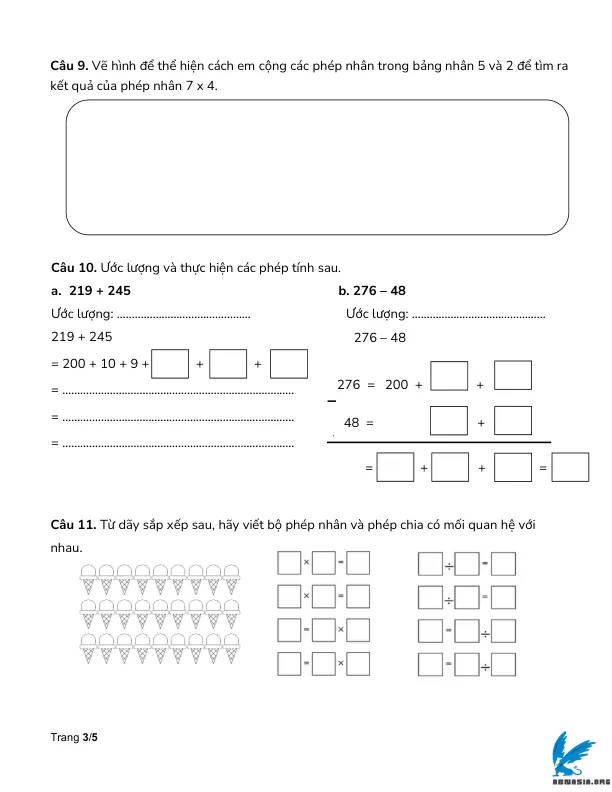 Câu 9. Vẽ hình để thể hiện cách em cộng các phép nhân trong bảng nhân 5 và 2 để tìm ra
kết quả của phép nhân 7 x 4.
Câu 10. Ước lượng và thực hiện các phép tính sau.
a. 219 + 245
Ước lượng: .............................................
219 + 245
= 200 + 10 + 9 + + +
= ..............................................................................
= ..............................................................................
= ..............................................................................
b. 276 – 48
Ước lượng: .............................................
276 – 48
276 = 200 + +
–
48 = +
= + + =
Câu 11. Từ dãy sắp xếp sau, hãy viết bộ phép nhân và phép chia có mối quan hệ với
nhau.
× =
× =
= ×
= ×
÷ =
÷ =
= ÷
= ÷
Trang 3/5
ABNASIA.ORG